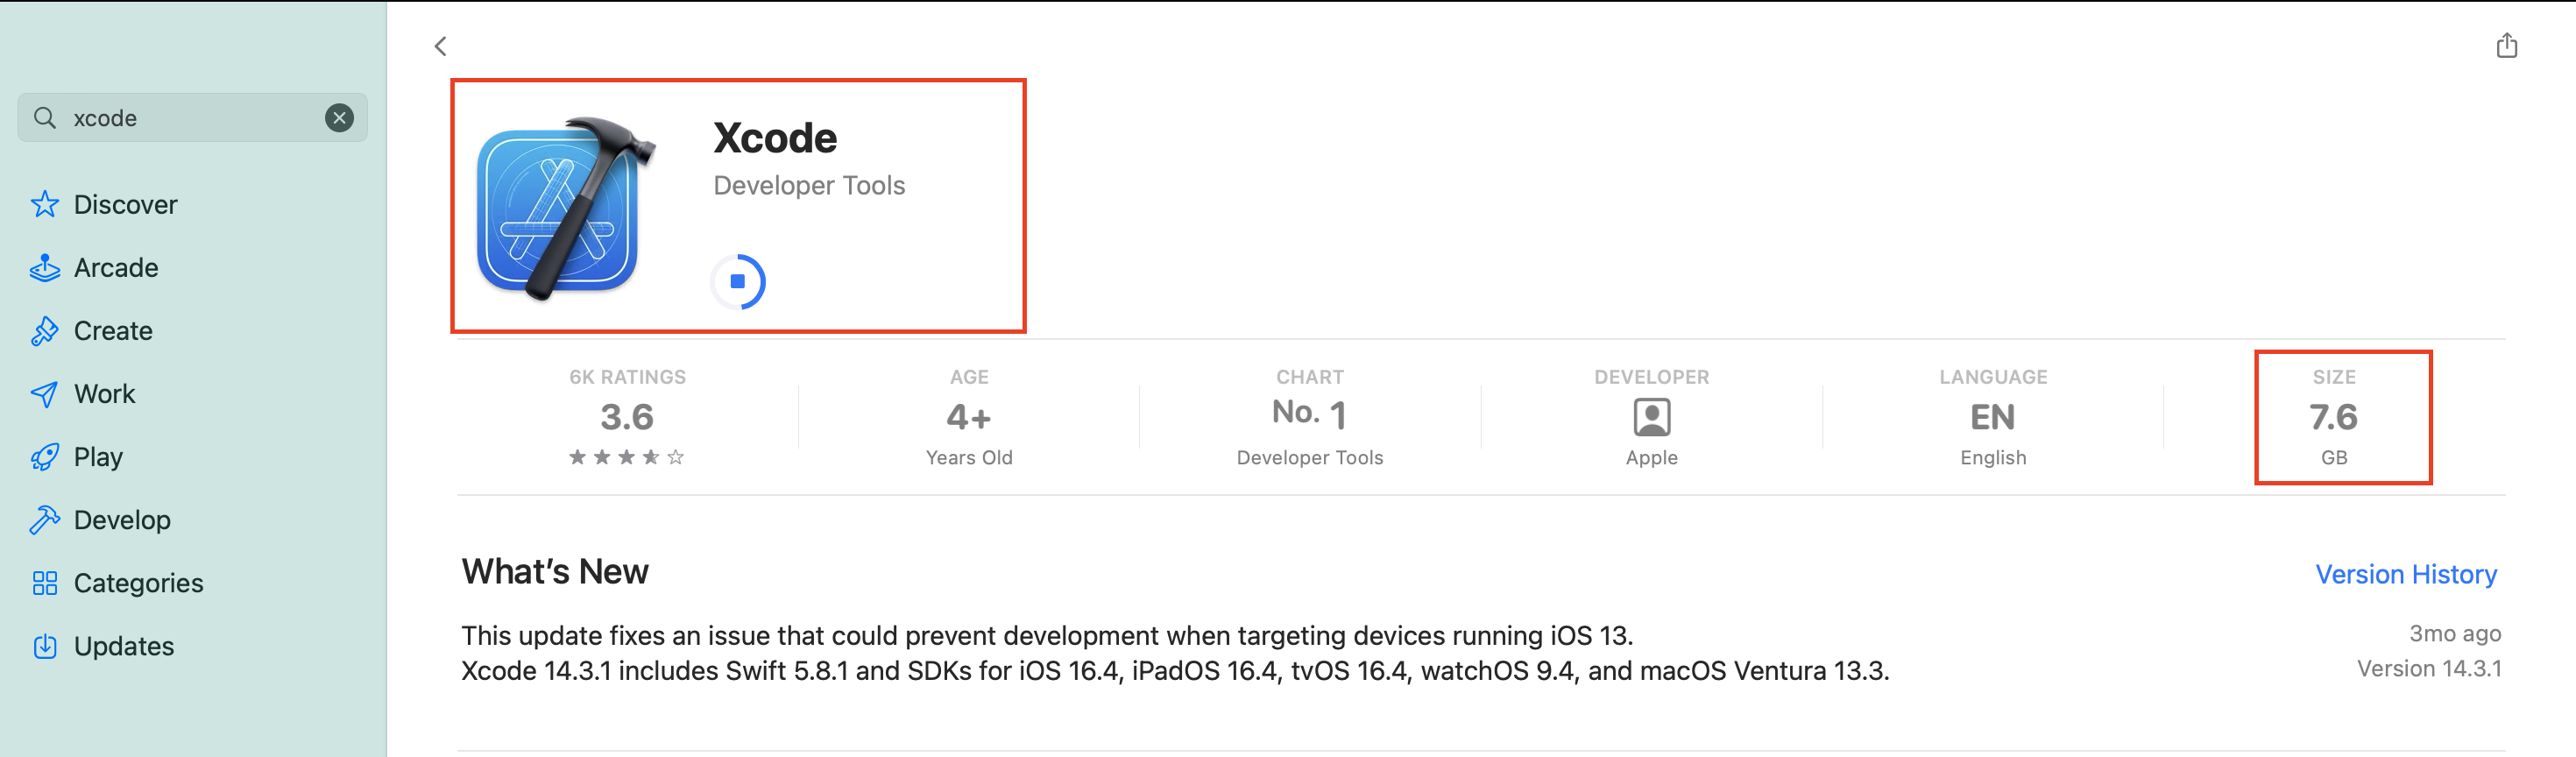 xcode
Discover
Arcade
Create
Work
Play
Develop
Categories
Updates
Xcode
Developer Tools
6K RATINGS
3.6
AGE
4+
Years Old
CHART
No. 1
Developer Tools
DEVELOPER
Apple
LANGUAGE
EN
English
SIZE
7.6
GB
What’s New
Version History
This update fixes an issue that could prevent development when targeting devices running iOS 13.
3mo ago
Xcode 14.3.1 includes Swift 5.8.1 and SDKs for iOS 16.4, iPadOS 16.4, tvOS 16.4, watchOS 9.4, and macOS Ventura 13.3.
Version 14.3.1